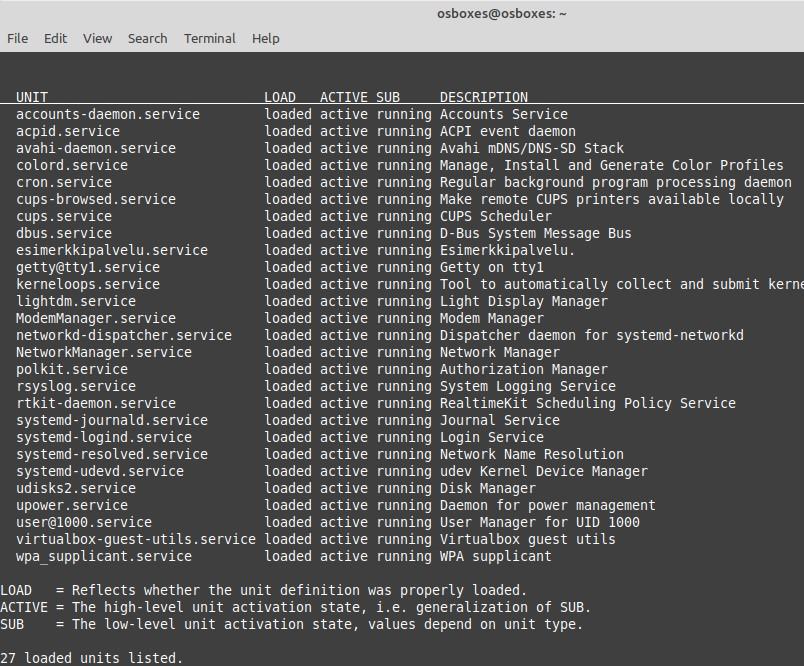 osboxes@osboxes: ~
File Edit View Search Terminal Help
UNIT LOAD ACTIVE SUB DESCRIPTION
accounts-daemon.service loaded active running Accounts Service
acpid.service loaded active running ACPI event daemon
avahi-daemon.service loaded active running Avahi mDNS/DNS-SD Stack
colord.service loaded active running Manage, Install and Generate Color Profiles
cron.service loaded active running Regular background program processing daemon
cups-browsed.service loaded active running Make remote CUPS printers available locally
cups.service loaded active running CUPS Scheduler
dbus.service loaded active running D-Bus System Message Bus
esimerkkipalvelu.service loaded active running Esimerkkipalvelu.
getty@tty1.service loaded active running Getty on tty1
kerneloops.service loaded active running Tool to automatically collect and submit kerne
lightdm.service loaded active running Light Display Manager
ModemManager.service loaded active running Modem Manager
networkd-dispatcher.service loaded active running Dispatcher daemon for systemd-networkd
NetworkManager.service loaded active running Network Manager
polkit.service loaded active running Authorization Manager
rsyslog.service loaded active running System Logging Service
rtkit-daemon.service loaded active running RealtimeKit Scheduling Policy Service
systemd-journald.service loaded active running Journal Service
systemd-logind.service loaded active running Login Service
systemd-resolved.service loaded active running Network Name Resolution
systemd-udevd.service loaded active running udev Kernel Device Manager
udisks2.service loaded active running Disk Manager
upower.service loaded active running Daemon for power management
user@1000.service loaded active running User Manager for UID 1000
virtualbox-guest-utils.service loaded active running Virtualbox guest utils
wpa_supplicant.service loaded active running WPA supplicant
LOAD = Reflects whether the unit definition was properly loaded.
ACTIVE = The high-level unit activation state, i.e. generalization of SUB.
SUB = The low-level unit activation state, values depend on unit type.
27 loaded units listed.